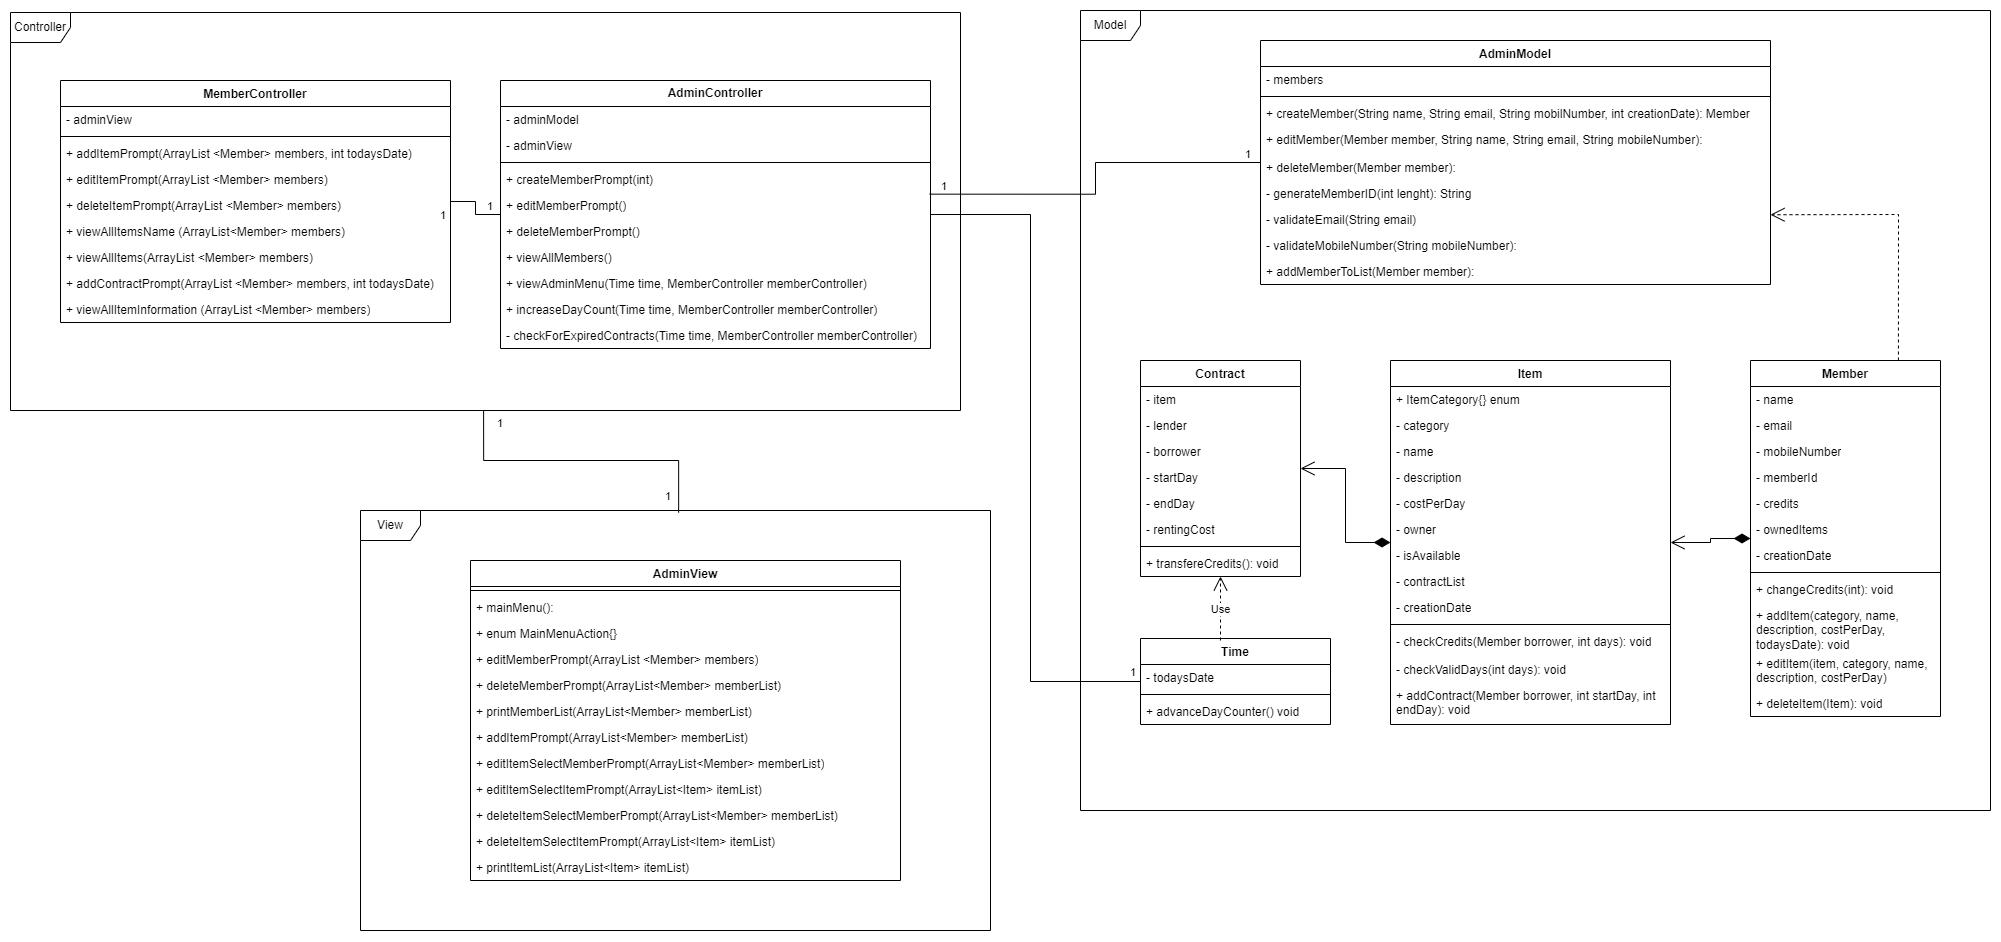 Controller
MemberController
- adminView
+ addItemPrompt(ArrayList <Member> members, int todaysDate)
+ editItemPrompt(ArrayList <Member> members)
+ deleteItemPrompt(ArrayList <Member> members)
+ viewAllItemsName (ArrayList<Member> members)
+ viewAllItems(ArrayList <Member> members)
+ addContractPrompt(ArrayList <Member> members, int todaysDate)
+ viewAllItemInformation (ArrayList <Member> members)
1
1
AdminController
- adminModel
- adminView
+ createMemberPrompt(int)
+ editMemberPrompt()
+ deleteMemberPrompt()
+ viewAllMembers()
+ viewAdminMenu(Time time, MemberController memberController)
+ increaseDayCount(Time time, MemberController memberController)
- checkForExpiredContracts(Time time, MemberController memberController)
1
1
1
1
1
View
AdminView
+ mainMenu():
+ enum MainMenuAction{}
+ editMemberPrompt(ArrayList <Member> members)
+ deleteMemberPrompt(ArrayList<Member> memberList)
+ printMemberList(ArrayList<Member> memberList)
+ addItemPrompt(ArrayList<Member> memberList)
+ editItemSelectMemberPrompt(ArrayList<Member> memberList)
+ editItemSelectItemPrompt(ArrayList<Item> itemList)
+ deleteItemSelectMemberPrompt(ArrayList<Member> memberList)
+ deleteItemSelectItemPrompt(ArrayList<Item> itemList)
+ printItemList(ArrayList<Item> itemList)
Model
AdminModel
- members
+ createMember(String name, String email, String mobilNumber, int creationDate): Member
+ editMember(Member member, String name, String email, String mobileNumber):
+ deleteMember(Member member):
- generateMemberID(int lenght): String
- validateEmail(String email)
- validateMobileNumber(String mobileNumber):
+ addMemberToList(Member member):
Contract
- item
- lender
- borrower
- startDay
- endDay
- rentingCost
+ transfereCredits(): void
Use
Time
- todaysDate
+ advanceDayCounter() void
Item
+ ItemCategory{} enum
- category
- name
- description
- costPerDay
- owner
- isAvailable
- contractList
- creationDate
- checkCredits(Member borrower, int days): void
- checkValidDays(int days): void
+ addContract(Member borrower, int startDay, int
endDay): void
Member
- name
- email
- mobileNumber
- memberId
- credits
- ownedItems
- creationDate
+ changeCredits(int): void
+ addItem(category, name,
description, costPerDay,
todaysDate): void
+ editItem(item, category, name,
description, costPerDay)
+ deleteItem(Item): void